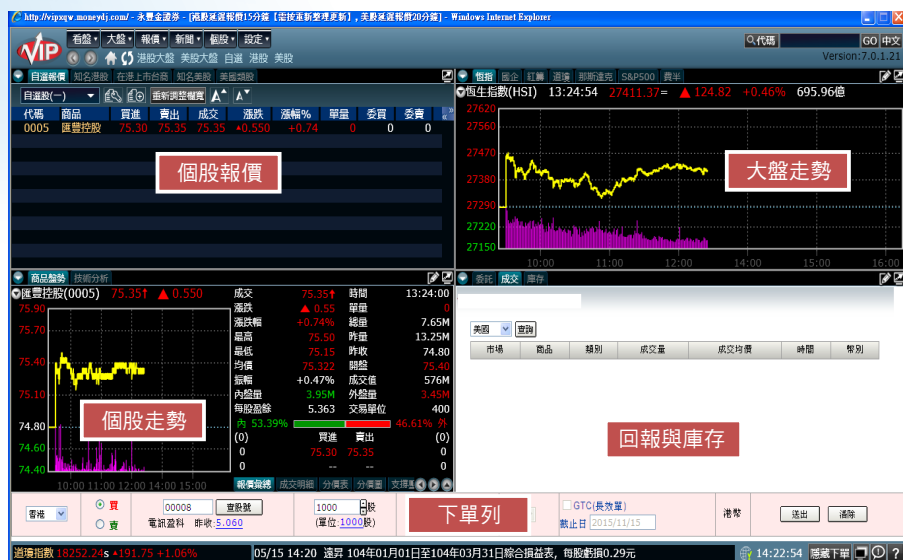 http://vipxqw.moneydj.com/ - 永豐金證券 - [港股延遲報價15分鐘【需按重新整理更新】, 美股延遲報價20分鐘] - Windows Internet Explorer
VIP
看盤 大盤 報價 新聞 個股 設定
代碼 GO 中文
港股大盤 美股大盤 自選 港股 美股
Version:7.0.1.21
自選報價 知名港股 在港上市台商 知名美股 美國類股
自選股(一) 重新調整欄寬 A A
代碼 商品 買進 賣出 成交 漲跌 漲幅% 單量 委買 委賣
0005 匯豐控股 75.30 75.35 75.35 ▲0.550 +0.74 0 0 0
個股報價
恒指 國企 紅籌 道瓊 那斯達克 S&P500 費半
恆生指數(HSI) 13:24:54 27411.37= ▲ 124.82 +0.46% 695.96億
27620
27560
27470
27380
27290
27220
27150
10:00 11:00 12:00 14:00 15:00 16:00
大盤走勢
商品盤勢 技術分析
匯豐控股(0005) 75.35↑ ▲ 0.550
75.90
75.70
75.40
75.10
74.80
74.60
74.40
10:00 11:00 12:00 14:00 15:00
個股走勢
成交 75.35↑ 時間 13:24:00
漲跌 ▲ 0.55 單量 0
漲跌幅 +0.74% 總量 7.65M
最高 75.50 昨量 13.25M
最低 75.15 昨收 74.80
均價 75.322 開盤 75.40
振幅 +0.47% 成交值 576M
內盤量 3.95M 外盤量 3.45M
每股盈餘 5.363 交易單位 400
內 53.39% 46.61% 外
(0) 買進 賣出 (0)
0 75.30 75.35 0
0 -- -- 0
報價彙總 成交明細 分價表 分價圖
委託 成交 庫存
美國 查詢
市場 商品 類別 成交量 成交均價 時間 幣別
回報與庫存
港股 買 賣 00008 查股號
電訊盈科 昨收:5.060
1000 股
(單位:1000股)
下單列
GTC(長效單)
截止日 2015/11/15
港幣 送出 清除
道瓊指數 18252.24s ▲191.75 +1.06% 05/15 14:20 遠昇 104年01月01日至104年03月31日綜合損益表，每股虧損0.29元 14:22:54 隱藏下單